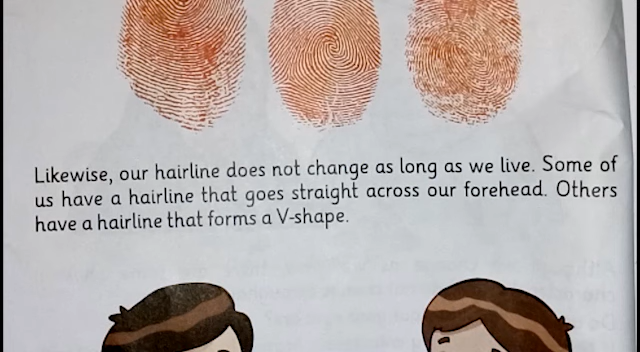 Likewise, our hairline does not change as long as we live. Some of
us have a hairline that goes straight across our forehead. Others
have a hairline that forms a V-shape.